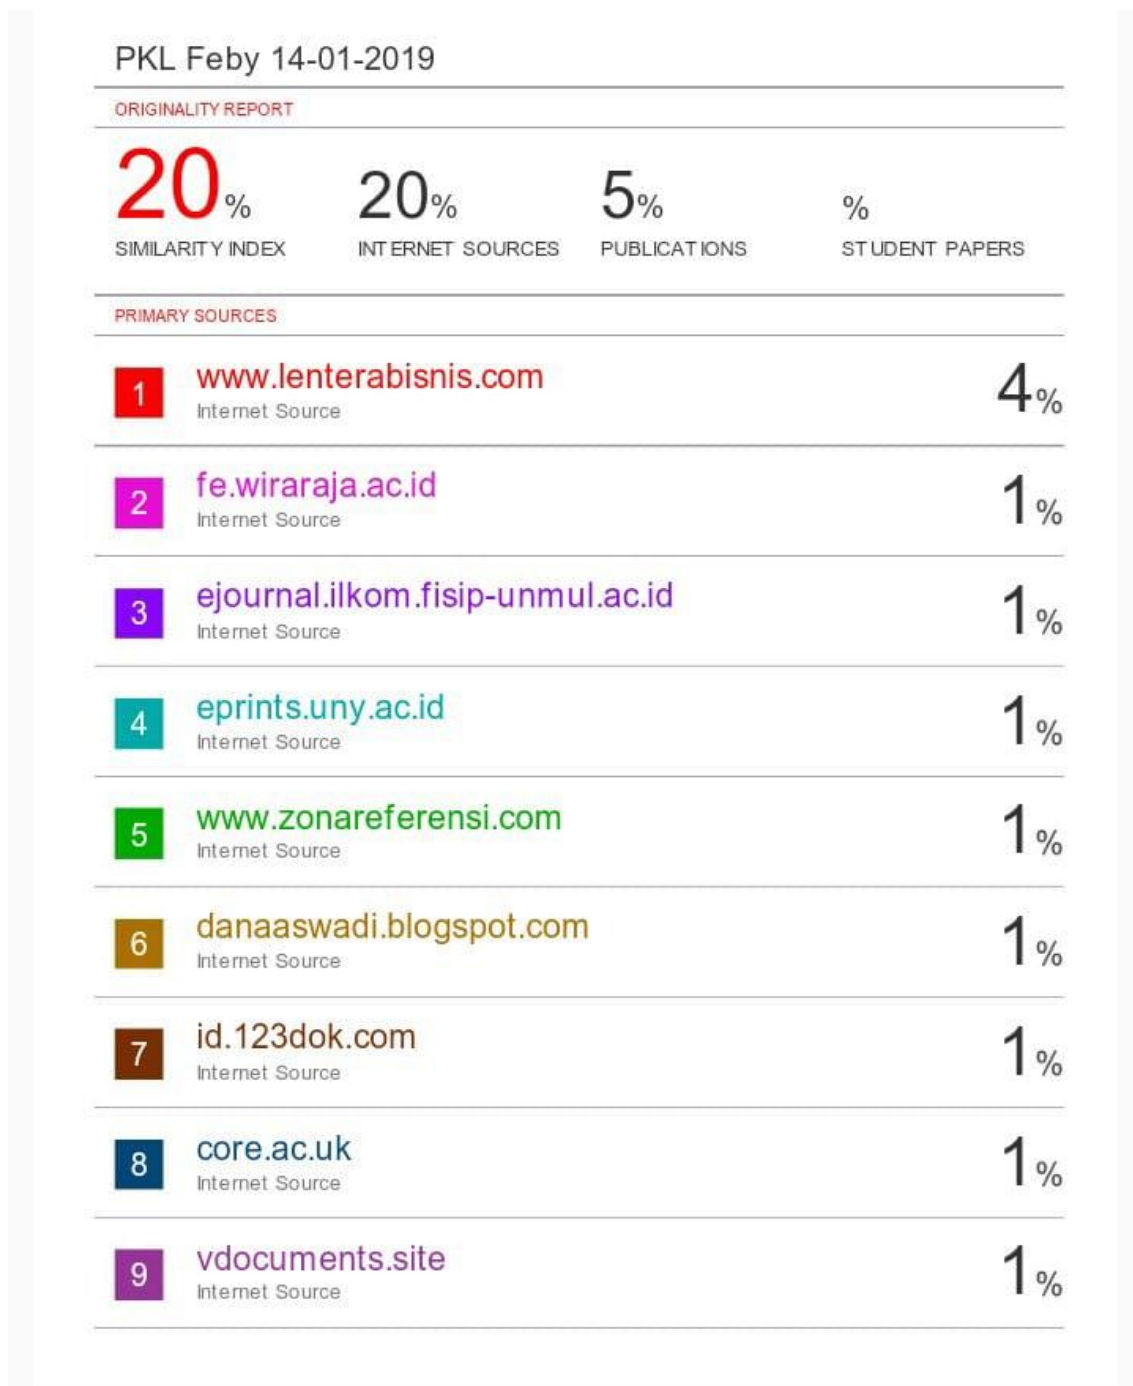 PKL Feby 14-01-2019
ORIGINALITY REPORT
20% 20% 5% %
SIMILARITY INDEX INTERNET SOURCES PUBLICATIONS STUDENT PAPERS
PRIMARY SOURCES
1 www.lenterabisnis.com 4%
Internet Source
2 fe.wiraraja.ac.id 1%
Internet Source
3 ejournal.ilkom.fisip-unmul.ac.id 1%
Internet Source
4 eprints.uny.ac.id 1%
Internet Source
5 www.zonareferensi.com 1%
Internet Source
6 danaaswadi.blogspot.com 1%
Internet Source
7 id.123dok.com 1%
Internet Source
8 core.ac.uk 1%
Internet Source
9 vdocuments.site 1%
Internet Source